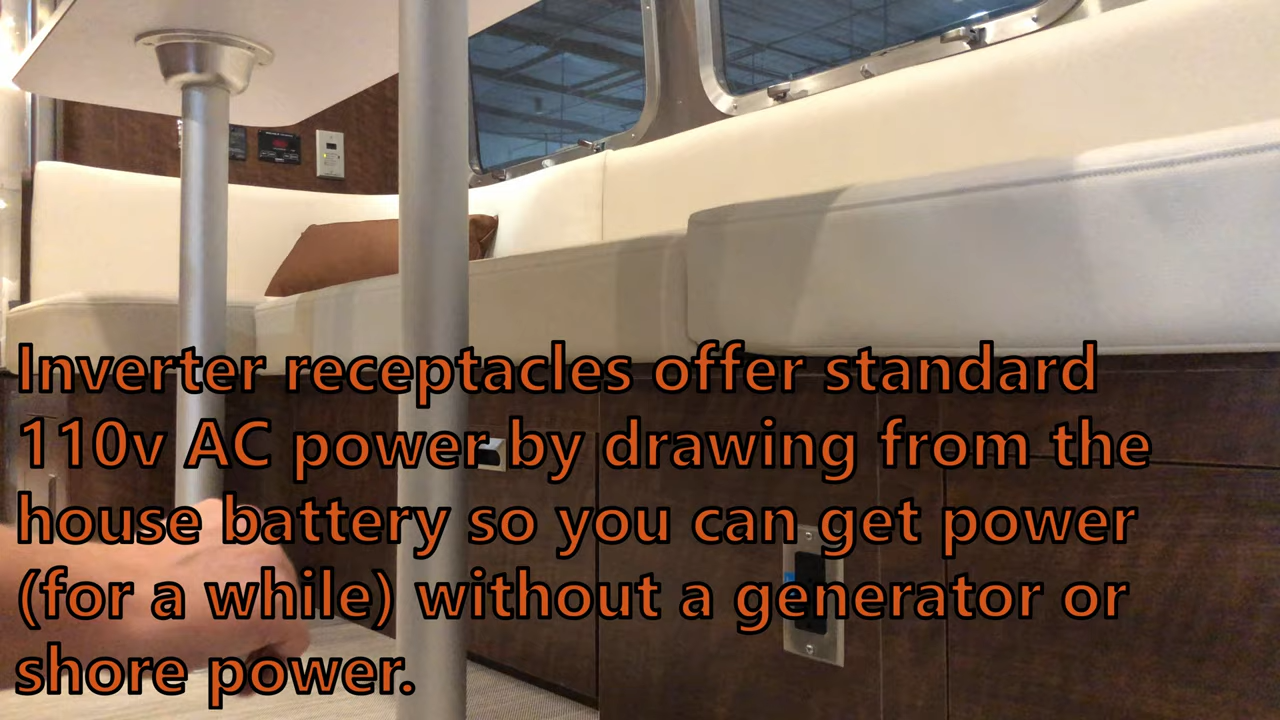 Inverter receptacles offer standard
110v AC power by drawing from the
house battery so you can get power
(for a while) without a generator or
shore power.